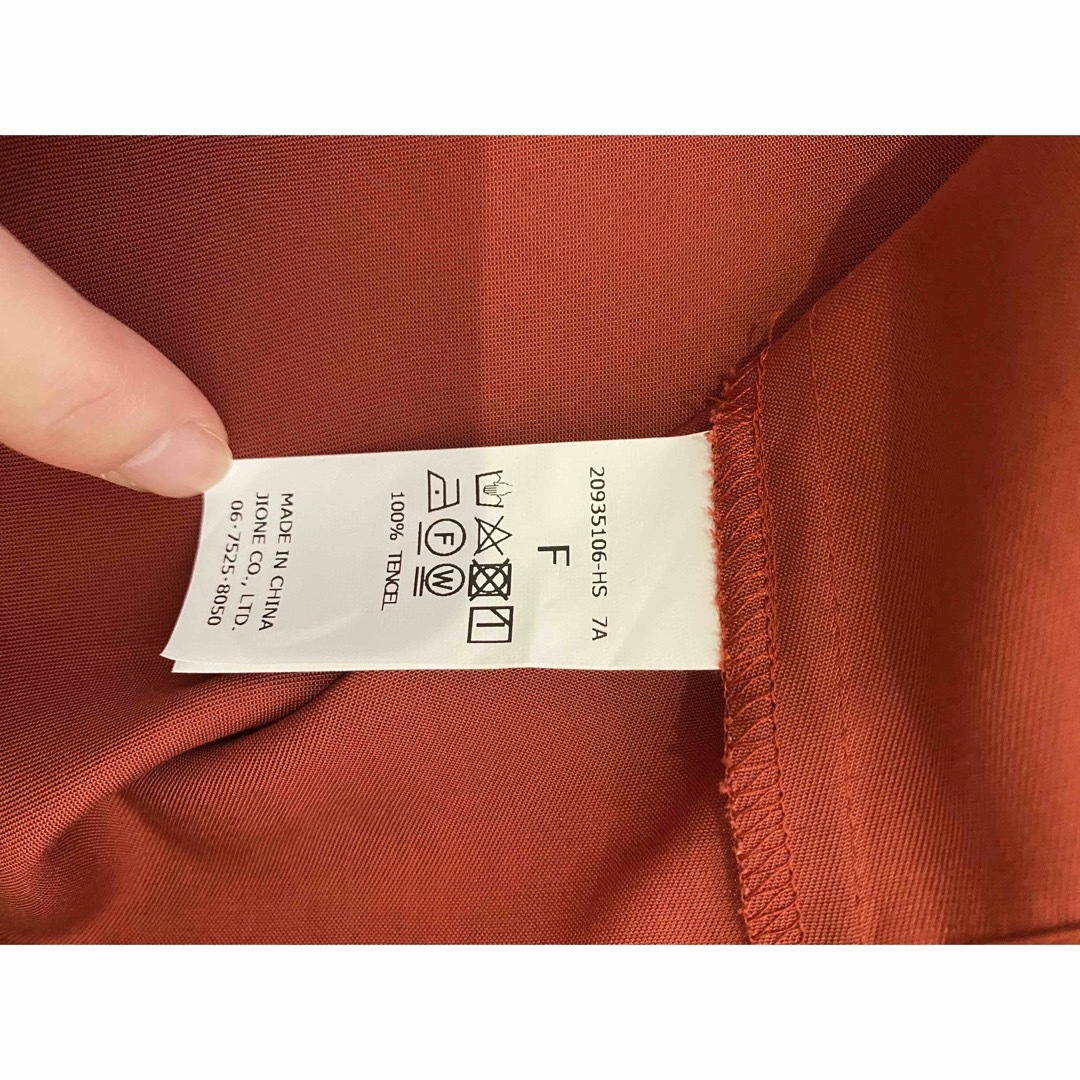 20935106-HS 7A
F
F W
100% TENCEL
MADE IN CHINA
JIONE CO., LTD.
06·7525·8050